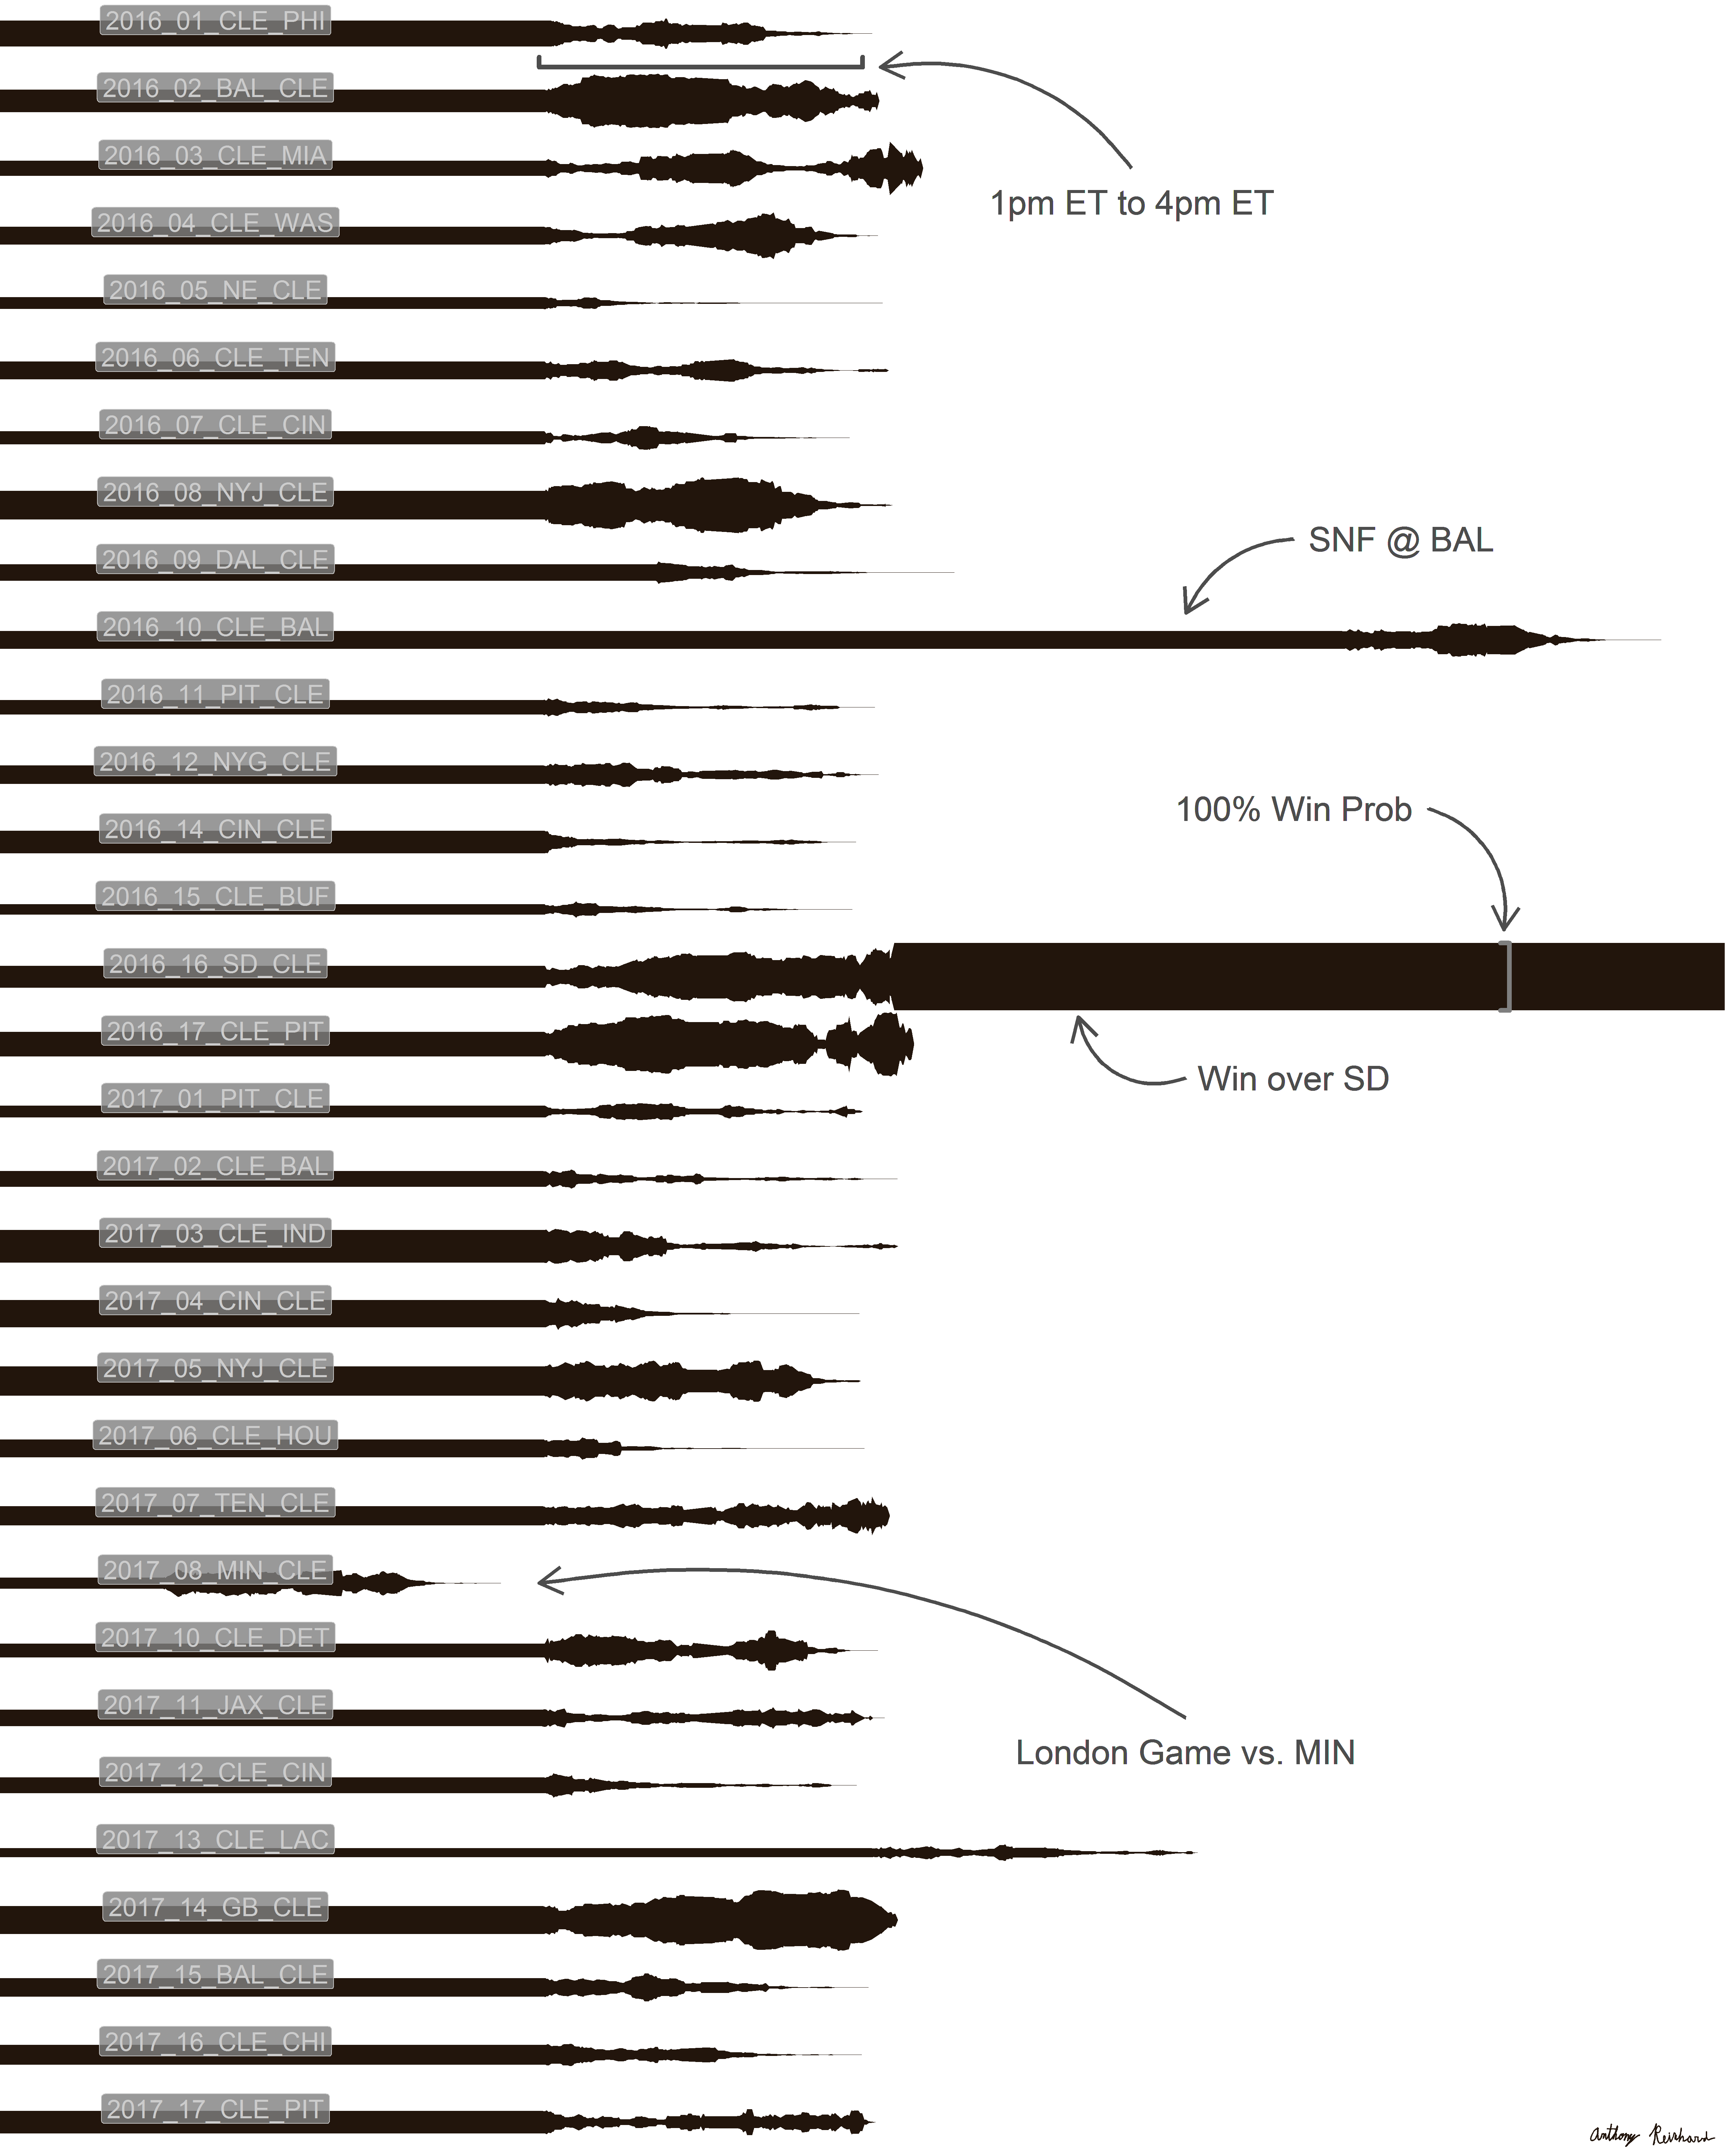 2016_01_CLE_PHI
2016_02_BAL_CLE
2016_03_CLE_MIA
1pm ET to 4pm ET
2016_04_CLE_WAS
2016_05_NE_CLE
2016_06_CLE_TEN
2016_07_CLE_CIN
2016_08_NYJ_CLE
SNF @ BAL
2016_09_DAL_CLE
2016_10_CLE_BAL
2016_11_PIT_CLE
2016_12_NYG_CLE
100% Win Prob
2016_14_CIN_CLE
2016_15_CLE_BUF
2016_16_SD_CLE
2016_17_CLE_PIT
Win over SD
2017_01_PIT_CLE
2017_02_CLE_BAL
2017_03_CLE_IND
2017_04_CIN_CLE
2017_05_NYJ_CLE
2017_06_CLE_HOU
2017_07_TEN_CLE
2017_08_MIN_CLE
2017_10_CLE_DET
2017_11_JAX_CLE
London Game vs. MIN
2017_12_CLE_CIN
2017_13_CLE_LAC
2017_14_GB_CLE
2017_15_BAL_CLE
2017_16_CLE_CHI
2017_17_CLE_PIT
Anthony Reinhard